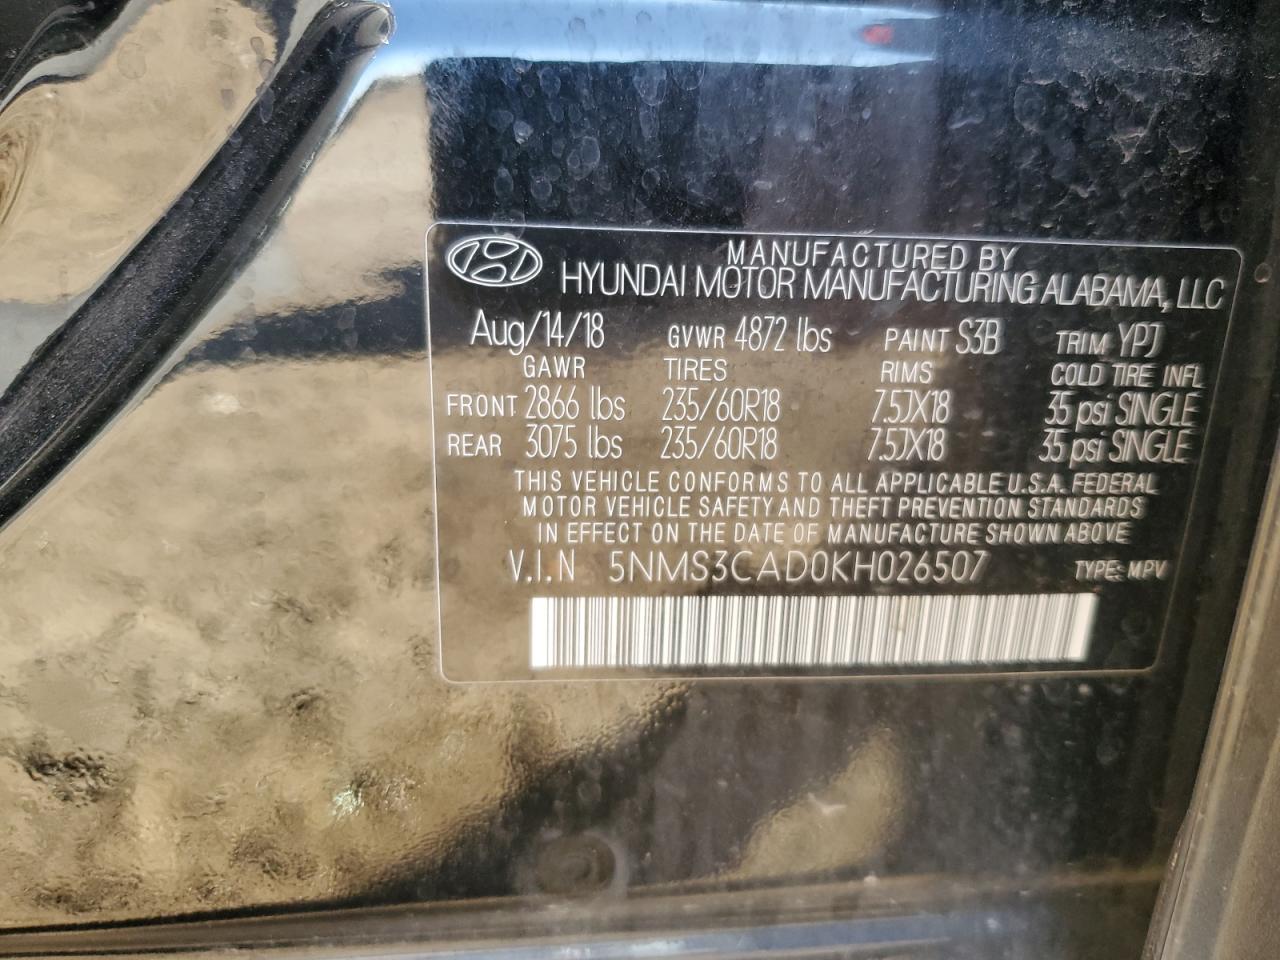 MANUFACTURED BY
HYUNDAI MOTOR MANUFACTURING ALABAMA, LLC
Aug/14/18 GVWR 4872 lbs PAINT S3B TRIM YPJ
GAWR TIRES RIMS COLD TIRE INFL
FRONT 2866 lbs 235/60R18 7.5JX18 35 psi SINGLE
REAR 3075 lbs 235/60R18 7.5JX18 35 psi SINGLE
THIS VEHICLE CONFORMS TO ALL APPLICABLE U.S.A. FEDERAL
MOTOR VEHICLE SAFETY AND THEFT PREVENTION STANDARDS
IN EFFECT ON THE DATE OF MANUFACTURE SHOWN ABOVE
V.I.N 5NMS3CAD0KH026507 TYPE: MPV